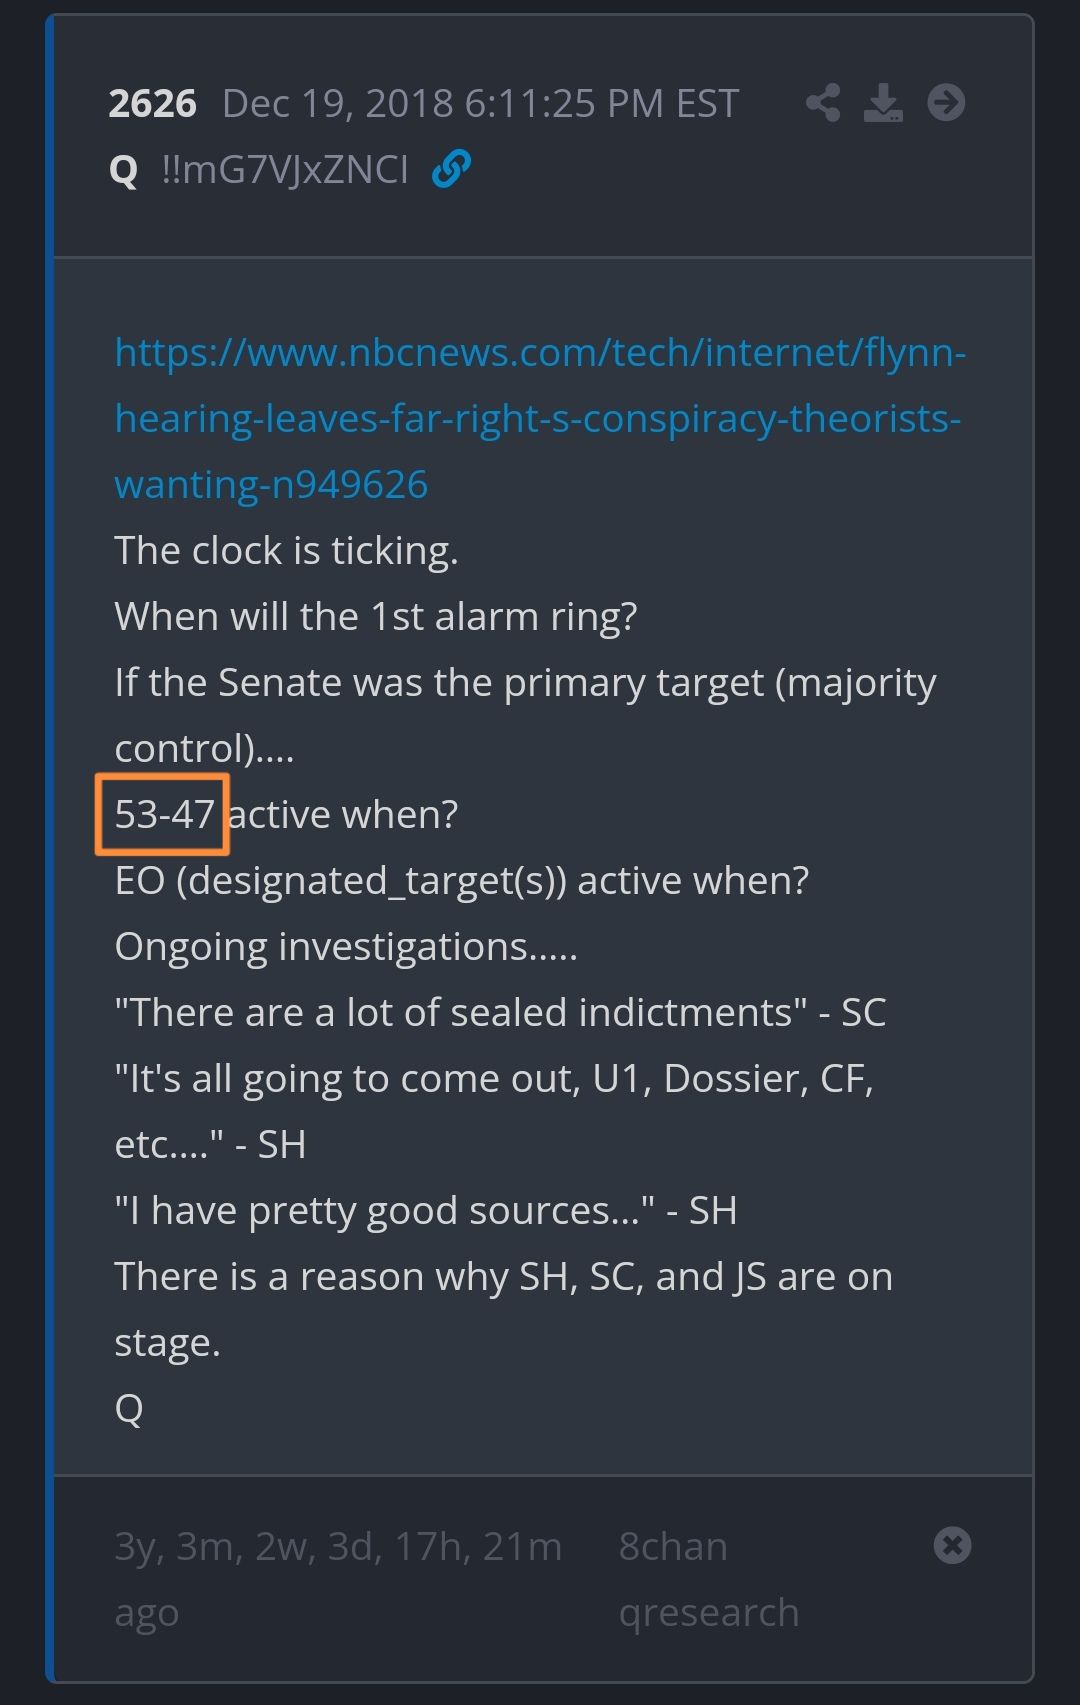 2626 Dec 19, 2018 6:11:25 PM EST
Q !!mG7VJxZNCI
https://www.nbcnews.com/tech/internet/flynn-
hearing-leaves-far-right-s-conspiracy-theorists-
wanting-n949626
The clock is ticking.
When will the 1st alarm ring?
If the Senate was the primary target (majority
control)....
53-47 active when?
EO (designated_target(s)) active when?
Ongoing investigations.....
"There are a lot of sealed indictments" - SC
"It's all going to come out, U1, Dossier, CF,
etc...." - SH
"I have pretty good sources..." - SH
There is a reason why SH, SC, and JS are on
stage.
Q
3y, 3m, 2w, 3d, 17h, 21m
ago
8chan
qresearch